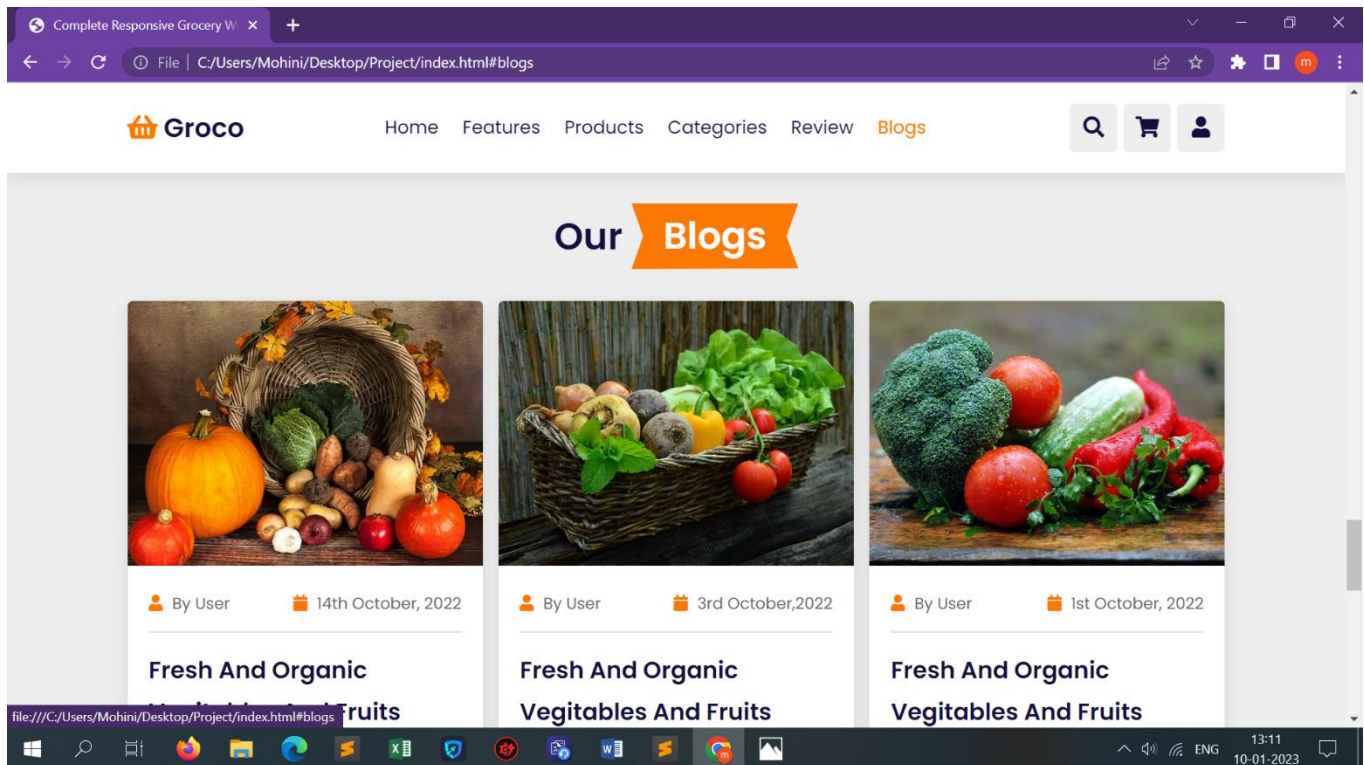 Complete Responsive Grocery W
File | C:/Users/Mohini/Desktop/Project/index.html#blogs
m
Groco
Home Features Products Categories Review Blogs
Our Blogs
By User 14th October, 2022
By User 3rd October,2022
By User 1st October, 2022
Fresh And Organic
Fruits
Fresh And Organic
Vegitables And Fruits
Fresh And Organic
Vegitables And Fruits
file:///C:/Users/Mohini/Desktop/Project/index.html#blogs
ENG
13:11
10-01-2023